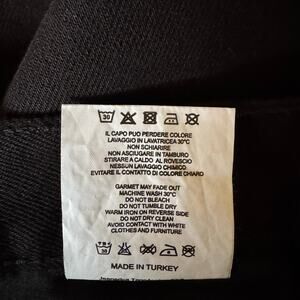 30
IL CAPO PUO PERDERE COLORE
LAVAGGIO IN LAVATRICEA 30°C
NON SCHIARIRE
NON ASCIUGARE IN TAMBURO
STIRARE A CALDO AL ROVESCIO
NESSUN LAVAGGIO CHIMICO
EVITARE IL CONTATTO DI COLORE CHIARO
GARMET MAY FADE OUT
MACHINE WASH 30°C
DO NOT BLEACH
DO NOT TUMBLE DRY
WARM IRON ON REVERSE SIDE
DO NOT DRY CLEAN
AVOID CONTACT WITH WHITE
CLOTHES AND FURNITURE
30
MADE IN TURKEY